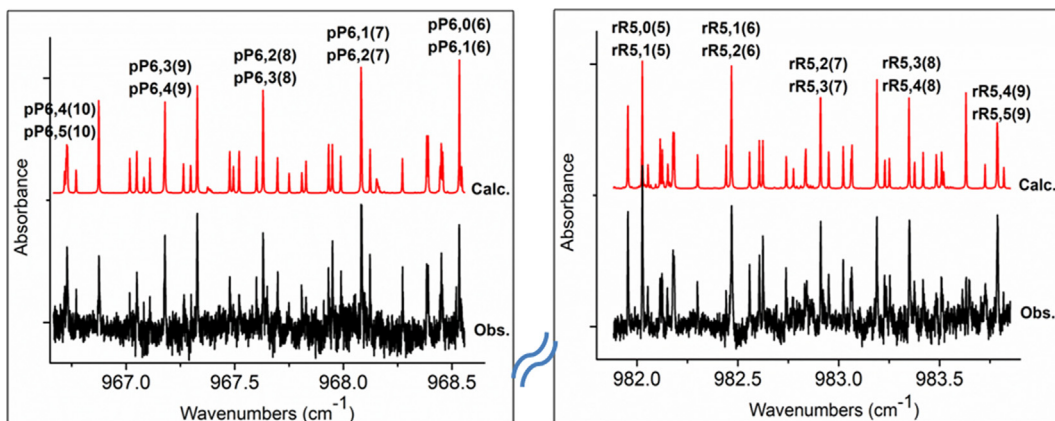 pP6,0(6)
pP6,1(6)
pP6,1(7)
pP6,2(7)
pP6,2(8)
pP6,3(8)
pP6,3(9)
pP6,4(9)
pP6,4(10)
pP6,5(10)
Absorbance
Calc.
Obs.
967.0 967.5 968.0 968.5
Wavenumbers (cm⁻¹)
rR5,0(5) rR5,1(6)
rR5,1(5) rR5,2(6)
rR5,2(7) rR5,3(8)
rR5,3(7) rR5,4(8)
rR5,4(9)
rR5,5(9)
Absorbance
Calc.
Obs.
982.0 982.5 983.0 983.5
Wavenumbers (cm⁻¹)